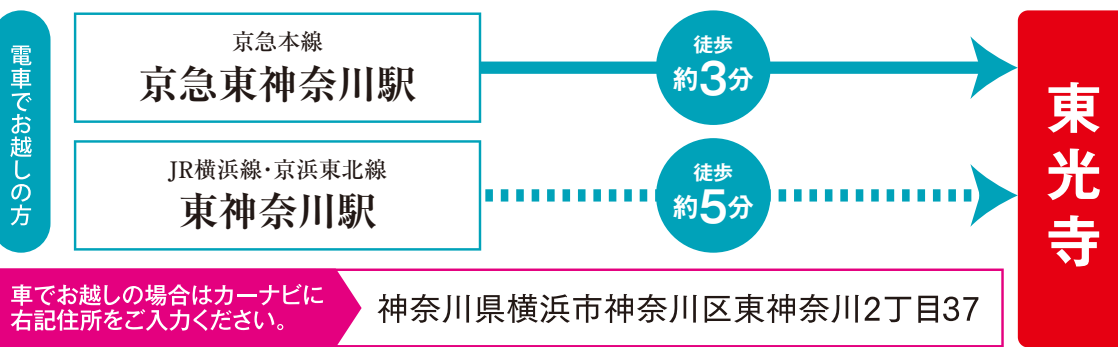 電車でお越しの方
京急本線
京急東神奈川駅
徒歩
約3分
JR横浜線・京浜東北線
東神奈川駅
徒歩
約5分
東光寺
車でお越しの場合はカーナビに
右記住所をご入力ください。
神奈川県横浜市神奈川区東神奈川2丁目37